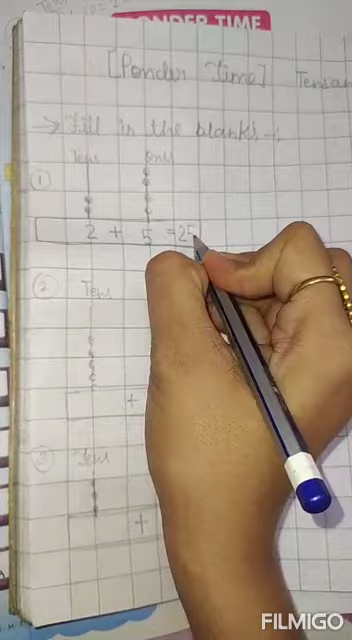 PONDER TIME
[Ponder Time]
→ Fill in the blanks -:
Tens Ones
①
2 + 5 = 25
② Tens
+
③ Tens
+
FILMIGO